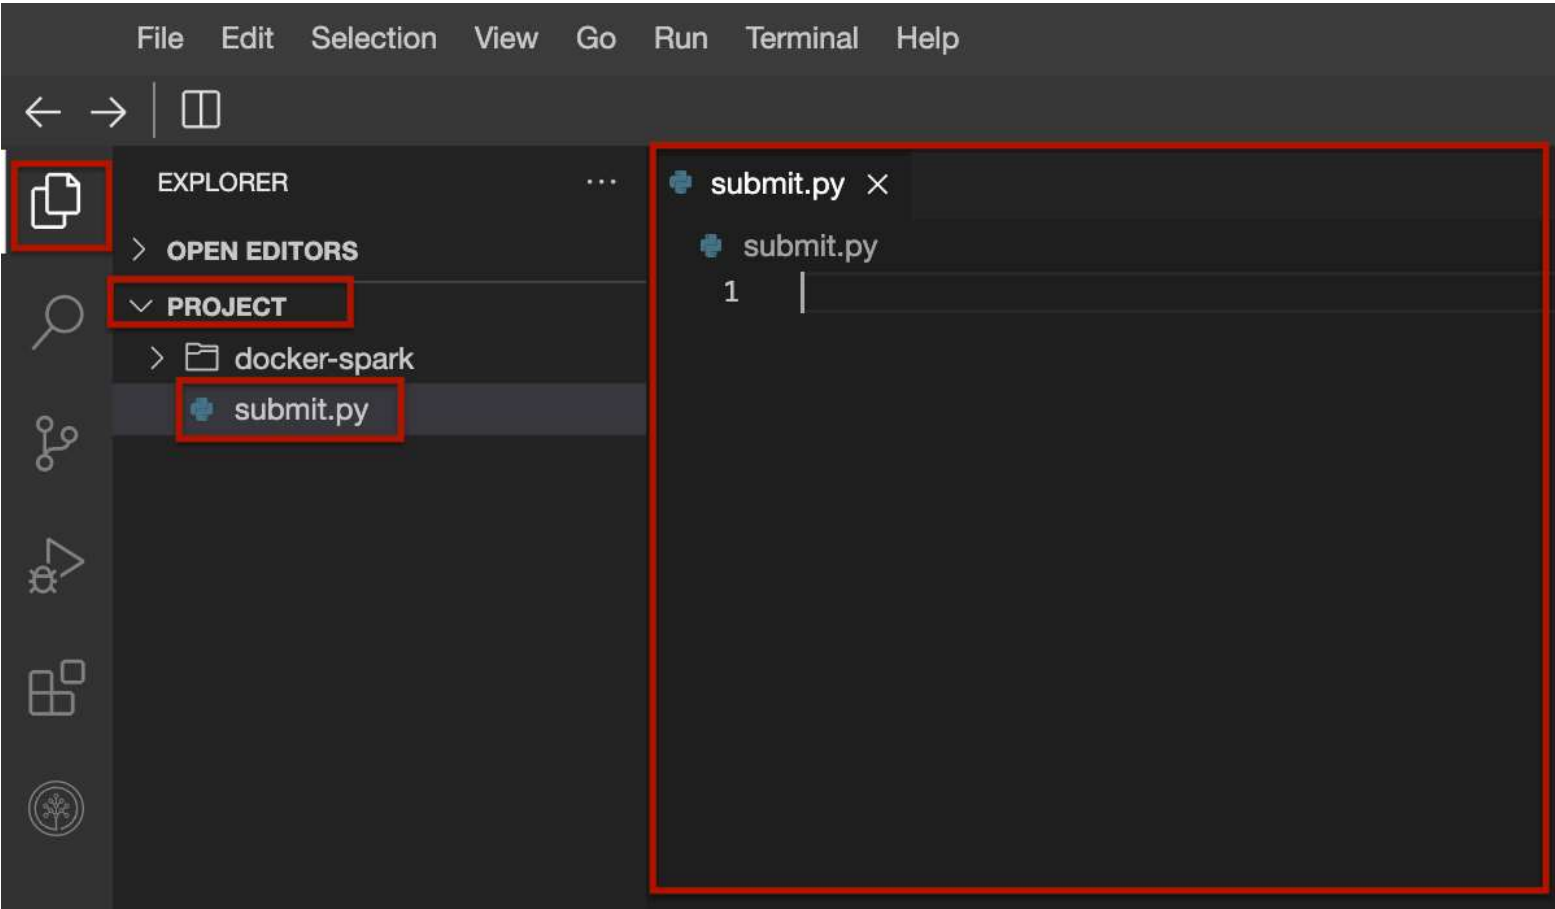 File Edit Selection View Go Run Terminal Help
EXPLORER
OPEN EDITORS
PROJECT
docker-spark
submit.py
submit.py
submit.py
1